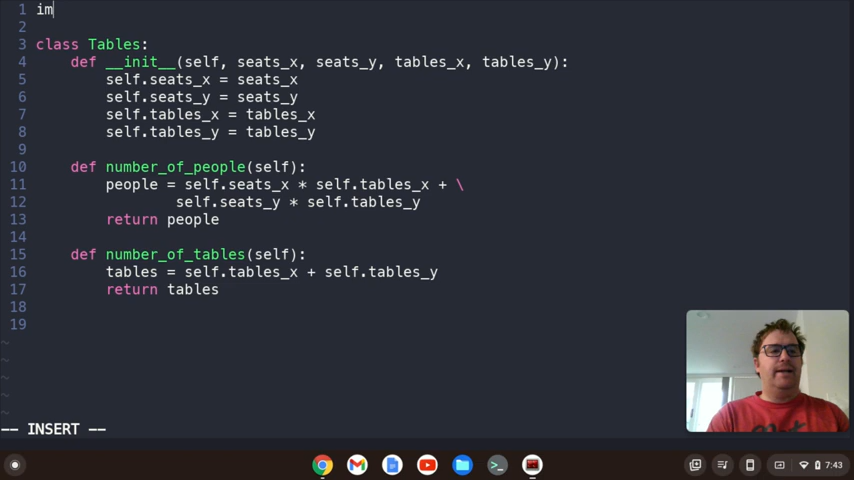 1 im
2
3 class Tables:
4 def __init__(self, seats_x, seats_y, tables_x, tables_y):
5 self.seats_x = seats_x
6 self.seats_y = seats_y
7 self.tables_x = tables_x
8 self.tables_y = tables_y
9
10 def number_of_people(self):
11 people = self.seats_x * self.tables_x + \
12 self.seats_y * self.tables_y
13 return people
14
15 def number_of_tables(self):
16 tables = self.tables_x + self.tables_y
17 return tables
18
19
~
~
~
~
~
-- INSERT --
>_ 7:43